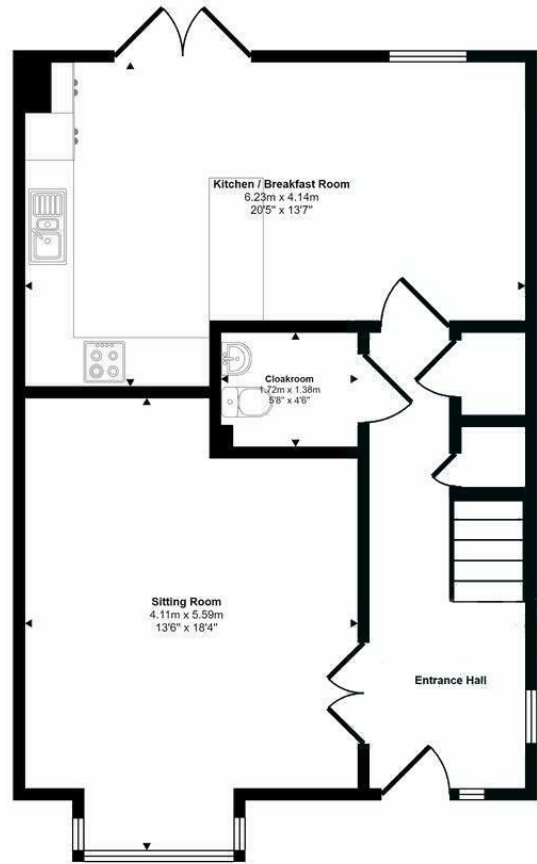 Kitchen / Breakfast Room
6.23m x 4.14m
20'5" x 13'7"
Cloakroom
1.72m x 1.38m
5'8" x 4'6"
Sitting Room
4.11m x 5.59m
13'6" x 18'4"
Entrance Hall